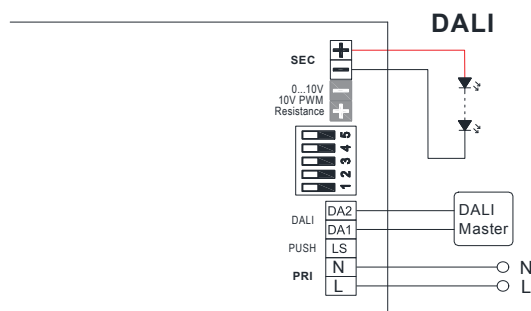 DALI
SEC
+
−
0...10V
10V PWM
Resistance
−
+
5
4
3
2
1
DALI
DA2
DA1
DALI
Master
PUSH
LS
PRI
N
L
N
L